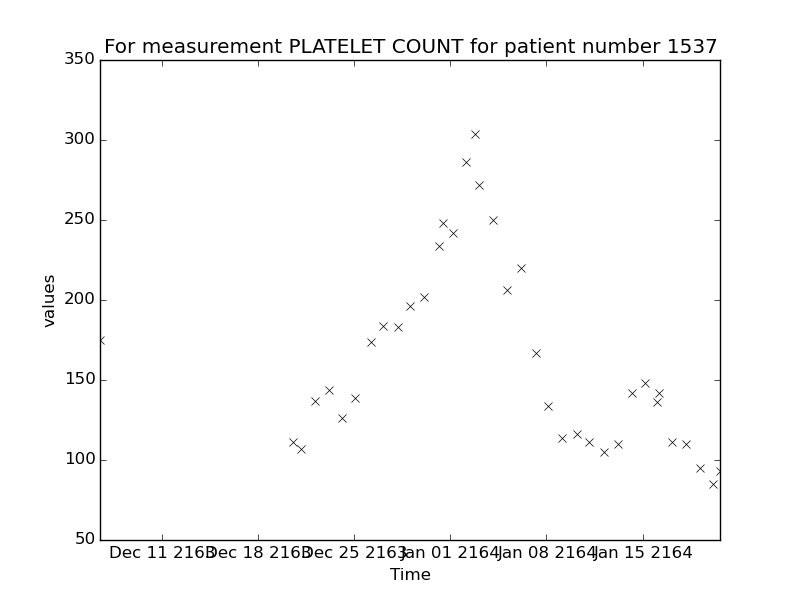 For measurement PLATELET COUNT for patient number 1537
350
300
250
200
150
100
50
values
Dec 11 2163 Dec 18 2163 Dec 25 2163 Jan 01 2164 Jan 08 2164 Jan 15 2164
Time